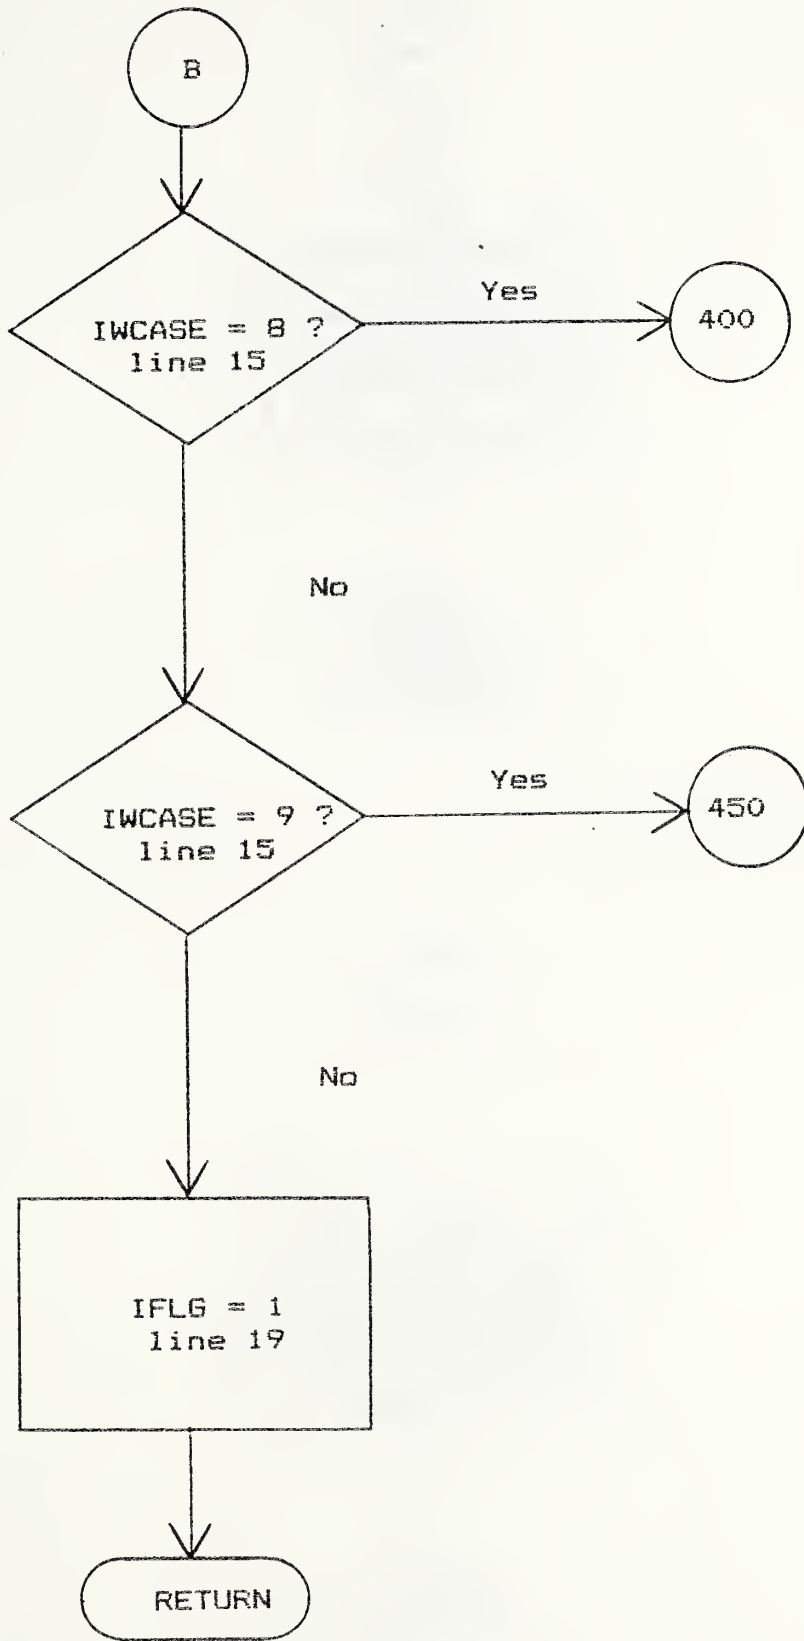 B
IWCASE = 8 ?
line 15
Yes
400
No
IWCASE = 9 ?
line 15
Yes
450
No
IFLG = 1
line 19
RETURN